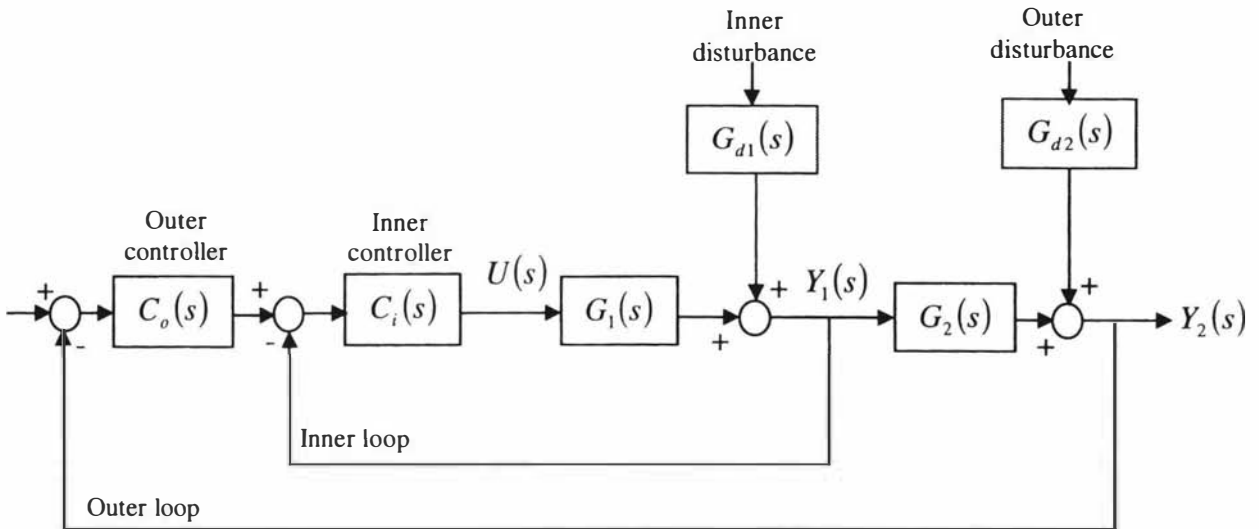 Inner
disturbance
Outer
disturbance
G_{d1}(s)
G_{d2}(s)
Outer
controller
Inner
controller
U(s)
Y_1(s)
+
-
C_o(s)
+
-
C_i(s)
G_1(s)
+
+
G_2(s)
+
+
Y_2(s)
Inner loop
Outer loop